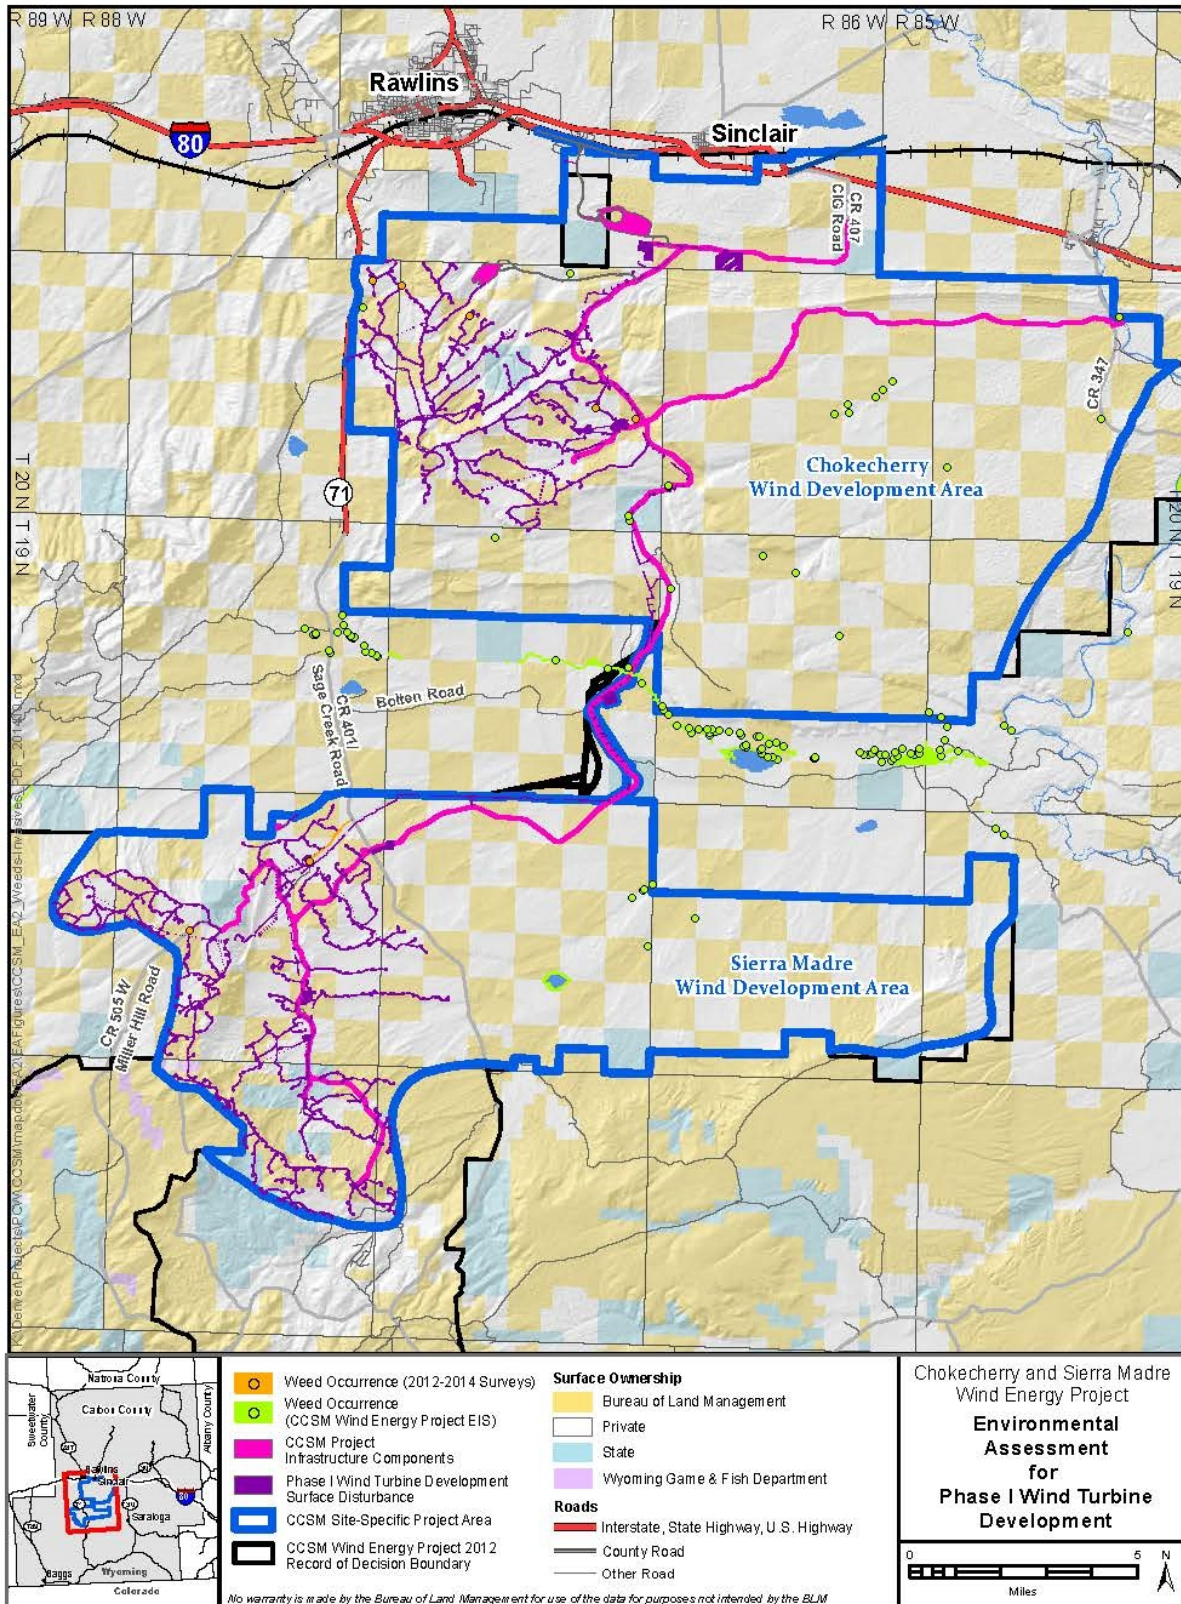 R 89 W R 88 W
R 86 W R 85 W
Rawlins
80
Sinclair
CR 407
CIG Road
CR 347
71
T 20 N T 19 N
T 20 N T 19 N
Chokecherry
Wind Development Area
Bolten Road
CR 401/
Sage Creek Road
CR 505 W
Miller Hill Road
Sierra Madre
Wind Development Area
Natrona County
Carbon County
Sweetwater
County
Albany County
Rawlins
Sinclair
80
Saratoga
Baggs
Wyoming
Colorado
Weed Occurrence (2012-2014 Surveys)
Weed Occurrence
(CCSM Wind Energy Project EIS)
CCSM Project
Infrastructure Components
Phase I Wind Turbine Development
Surface Disturbance
CCSM Site-Specific Project Area
CCSM Wind Energy Project 2012
Record of Decision Boundary
Surface Ownership
Bureau of Land Management
Private
State
Wyoming Game & Fish Department
Roads
Interstate, State Highway, U.S. Highway
County Road
Other Road
No warranty is made by the Bureau of Land Management for use of the data for purposes not intended by the BLM
Chokecherry and Sierra Madre
Wind Energy Project
Environmental
Assessment
for
Phase I Wind Turbine
Development
0 5
Miles
N